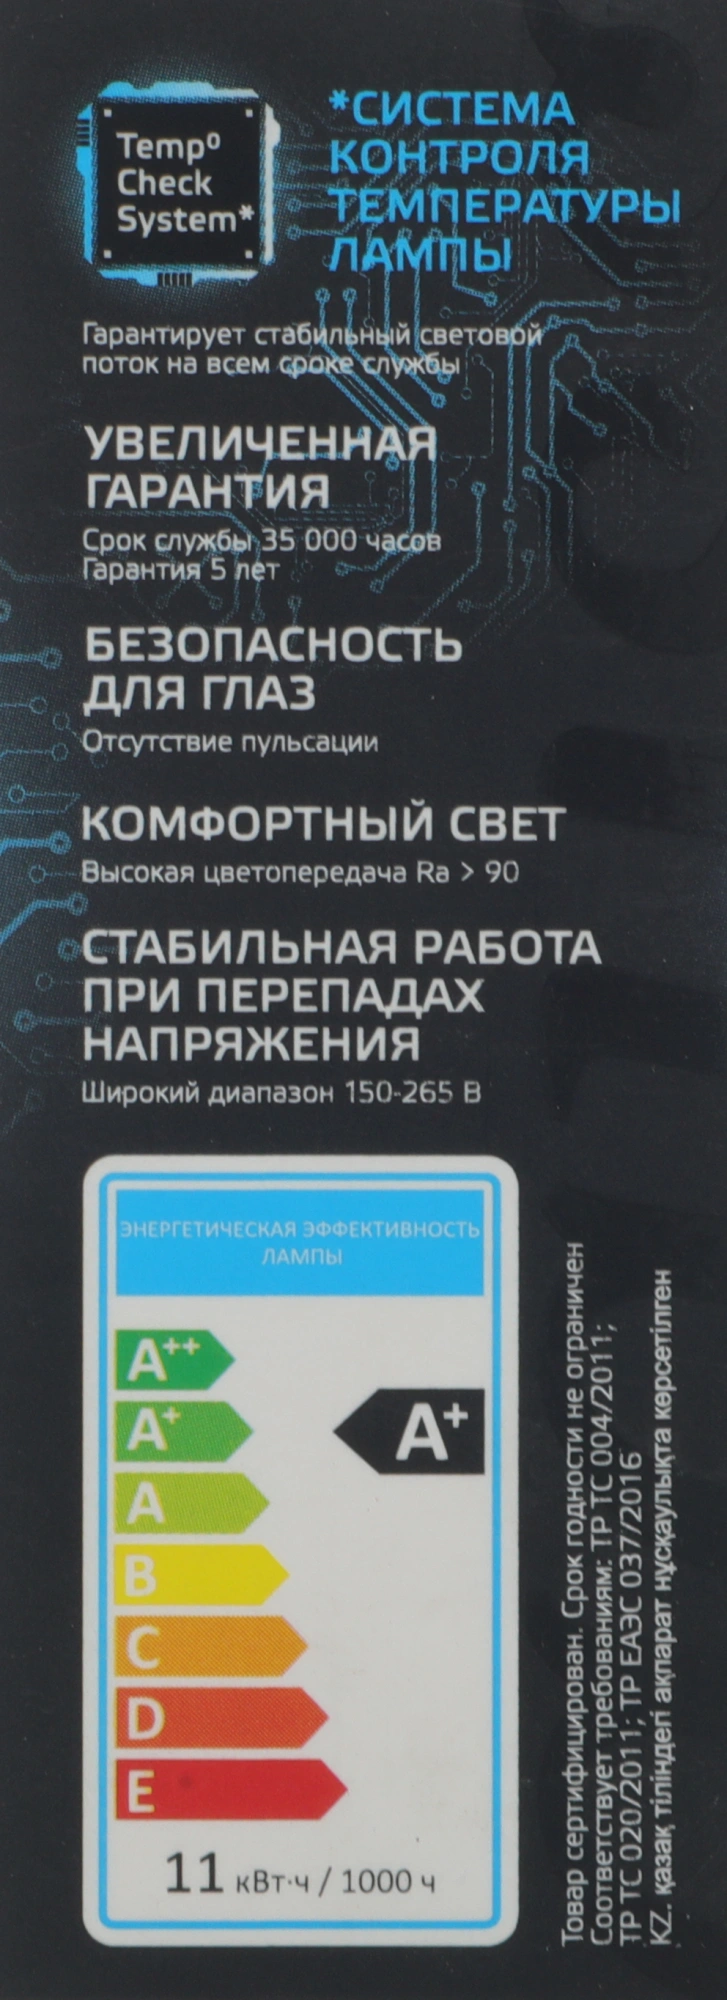 Tempº
Check
System*
*СИСТЕМА
КОНТРОЛЯ
ТЕМПЕРАТУРЫ
ЛАМПЫ
Гарантирует стабильный световой
поток на всем сроке службы
УВЕЛИЧЕННАЯ
ГАРАНТИЯ
Срок службы 35 000 часов
Гарантия 5 лет
БЕЗОПАСНОСТЬ
ДЛЯ ГЛАЗ
Отсутствие пульсации
КОМФОРТНЫЙ СВЕТ
Высокая цветопередача Ra > 90
СТАБИЛЬНАЯ РАБОТА
ПРИ ПЕРЕПАДАХ
НАПРЯЖЕНИЯ
Широкий диапазон 150-265 В
ЭНЕРГЕТИЧЕСКАЯ ЭФФЕКТИВНОСТЬ
ЛАМПЫ
A++
A+
A+
A
B
C
D
E
11 кВт·ч / 1000 ч
Товар сертифицирован. Срок годности не ограничен
Соответствует требованиям: ТР ТС 004/2011;
ТР ТС 020/2011; ТР ЕАЭС 037/2016
KZ. қазақ тіліндегі ақпарат нұсқаулықта көрсетілген